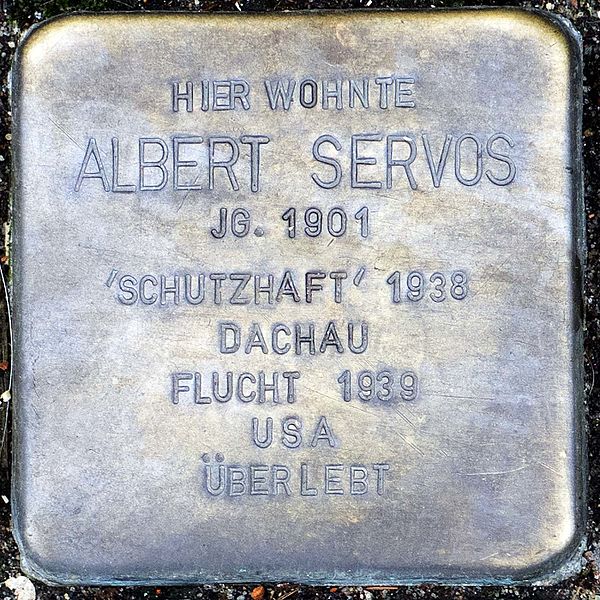 HIER WOHNTE
ALBERT SERVOS
JG. 1901
'SCHUTZHAFT' 1938
DACHAU
FLUCHT 1939
USA
ÜBERLEBT